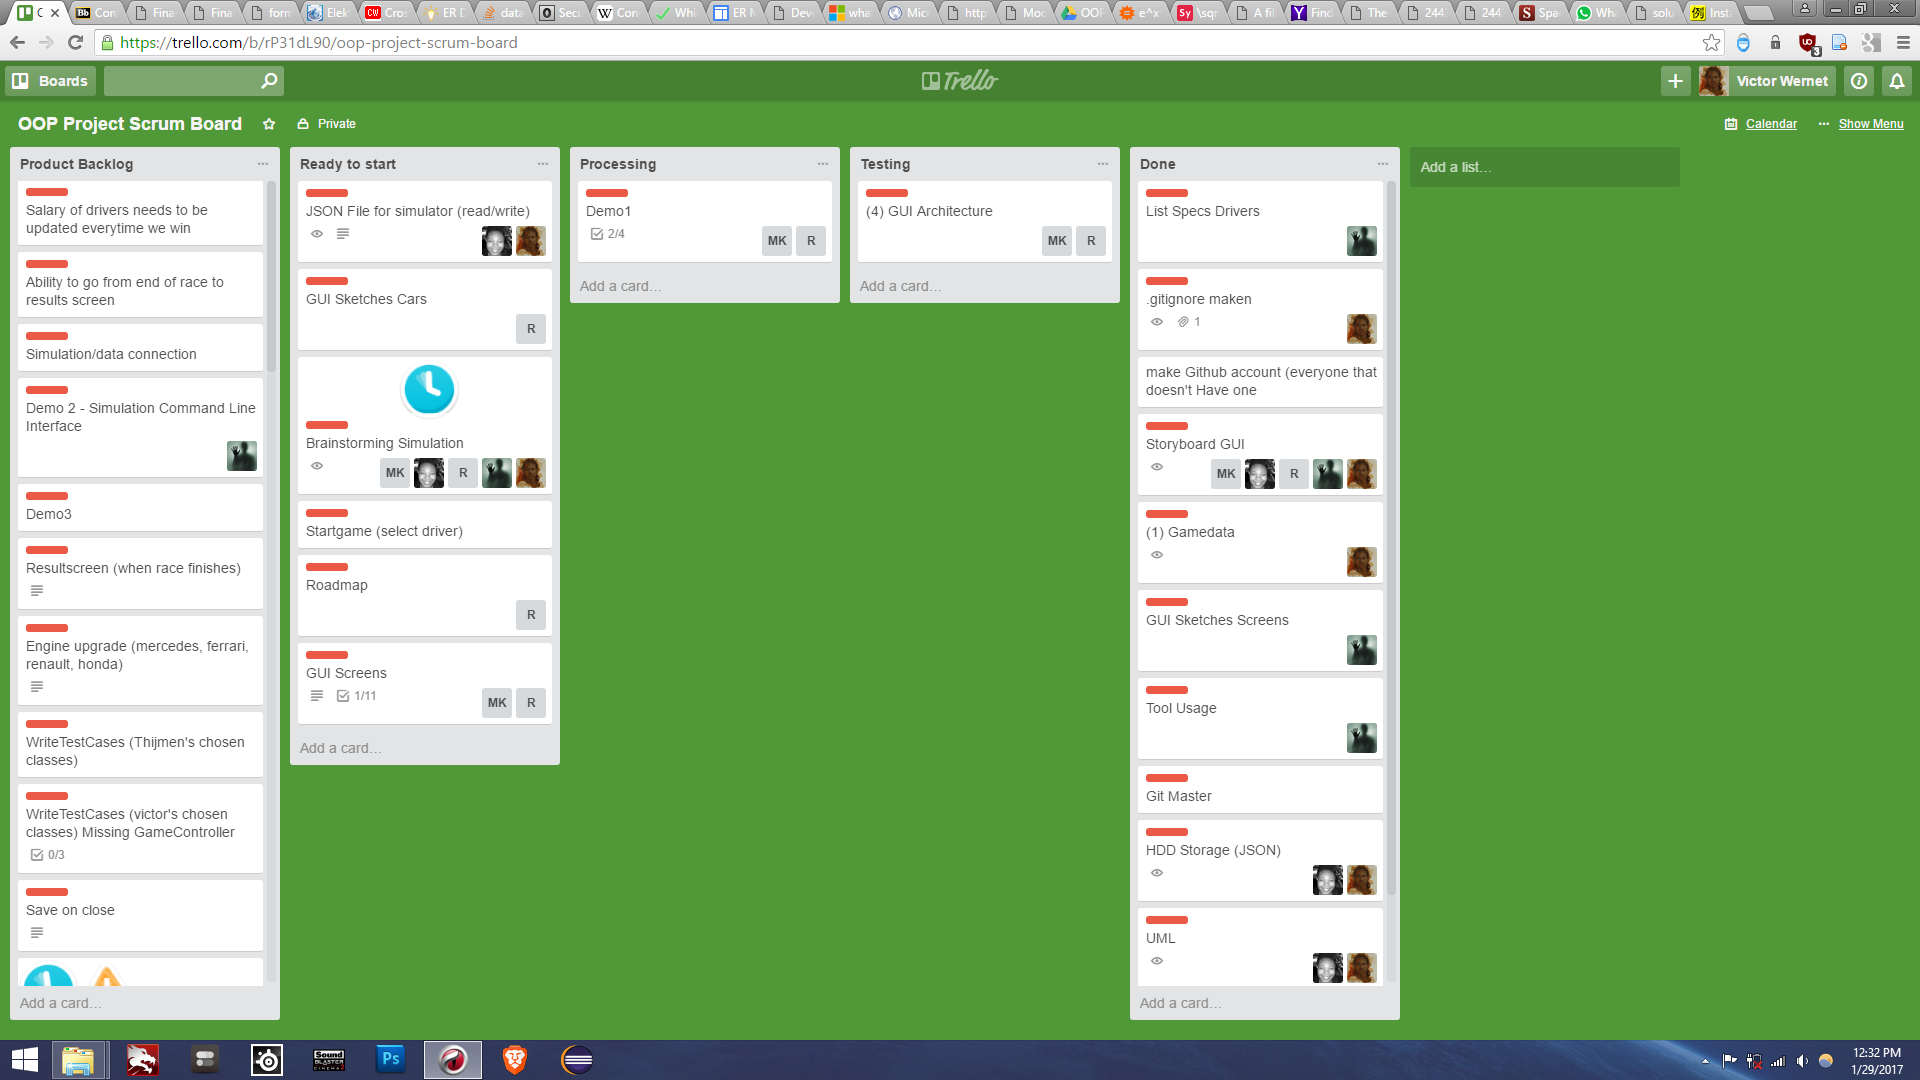 C
Con
Fina
Fina
forn
Elek
Cros
ER D
data
Secu
Con
Whi
ER M
Deve
wha
Micr
http
Moc
OOP
e^x
\sqr
A fil
Find
The
244
244
Spa
Wha
solu
Inst
https://trello.com/b/rP31dL90/oop-project-scrum-board
Boards
Trello
Victor Wernet
OOP Project Scrum Board
Private
Calendar
Show Menu
Product Backlog
Salary of drivers needs to be
updated everytime we win
Ability to go from end of race to
results screen
Simulation/data connection
Demo 2 - Simulation Command Line
Interface
Demo3
Resultscreen (when race finishes)
Engine upgrade (mercedes, ferrari,
renault, honda)
WriteTestCases (Thijmen's chosen
classes)
WriteTestCases (victor's chosen
classes) Missing GameController
0/3
Save on close
Add a card…
Ready to start
JSON File for simulator (read/write)
GUI Sketches Cars
R
Brainstorming Simulation
MK
R
Startgame (select driver)
Roadmap
R
GUI Screens
1/11
MK
R
Add a card…
Processing
Demo1
2/4
MK
R
Add a card…
Testing
(4) GUI Architecture
MK
R
Add a card…
Done
List Specs Drivers
.gitignore maken
1
make Github account (everyone that
doesn't Have one
Storyboard GUI
MK
R
(1) Gamedata
GUI Sketches Screens
Tool Usage
Git Master
HDD Storage (JSON)
UML
Add a card…
Add a list…
Ps
12:32 PM
1/29/2017